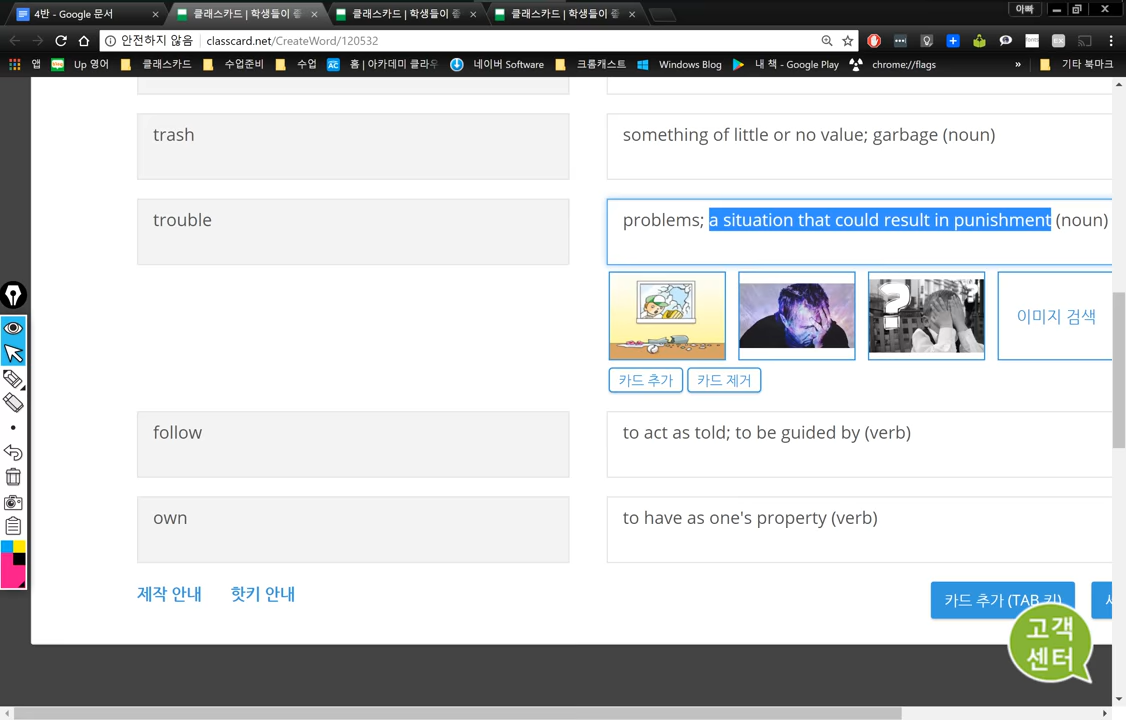 4반 - Google 문서
클래스카드 | 학생들이 좋
클래스카드 | 학생들이 좋
클래스카드 | 학생들이 좋
아빠
안전하지 않음
classcard.net/CreateWord/120532
앱
Up 영어
클래스카드
수업준비
수업
홈 | 아카데미 클라우
네이버 Software
크롬캐스트
Windows Blog
내 책 - Google Play
chrome://flags
»
기타 북마크
trash
something of little or no value; garbage (noun)
trouble
problems; a situation that could result in punishment (noun)
이미지 검색
카드 추가
카드 제거
follow
to act as told; to be guided by (verb)
own
to have as one's property (verb)
제작 안내
핫키 안내
카드 추가 (TAB 키)
고객
센터